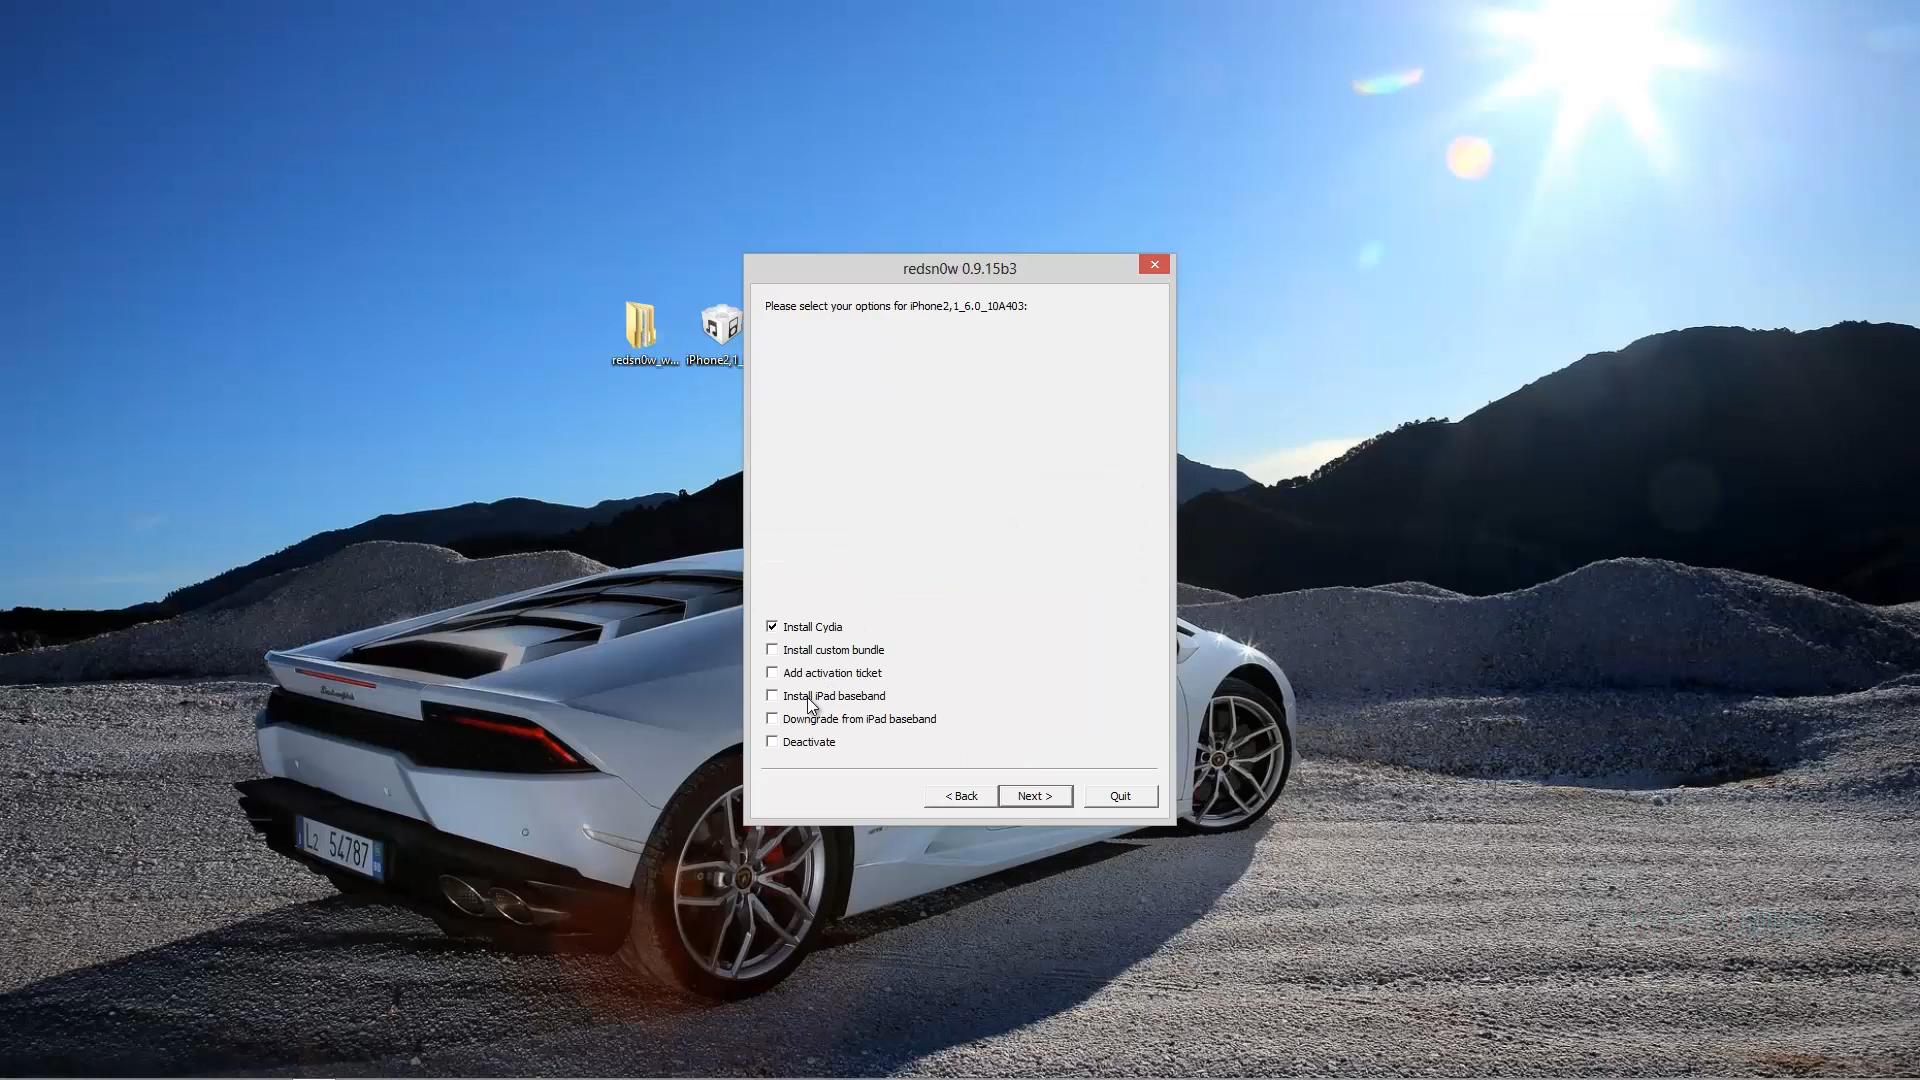 redsn0w 0.9.15b3
Please select your options for iPhone2,1_6.0_10A403:
redsn0w_w... iPhone2,1_
Install Cydia
Install custom bundle
Add activation ticket
Install iPad baseband
Downgrade from iPad baseband
Deactivate
< Back Next > Quit
L2 54787